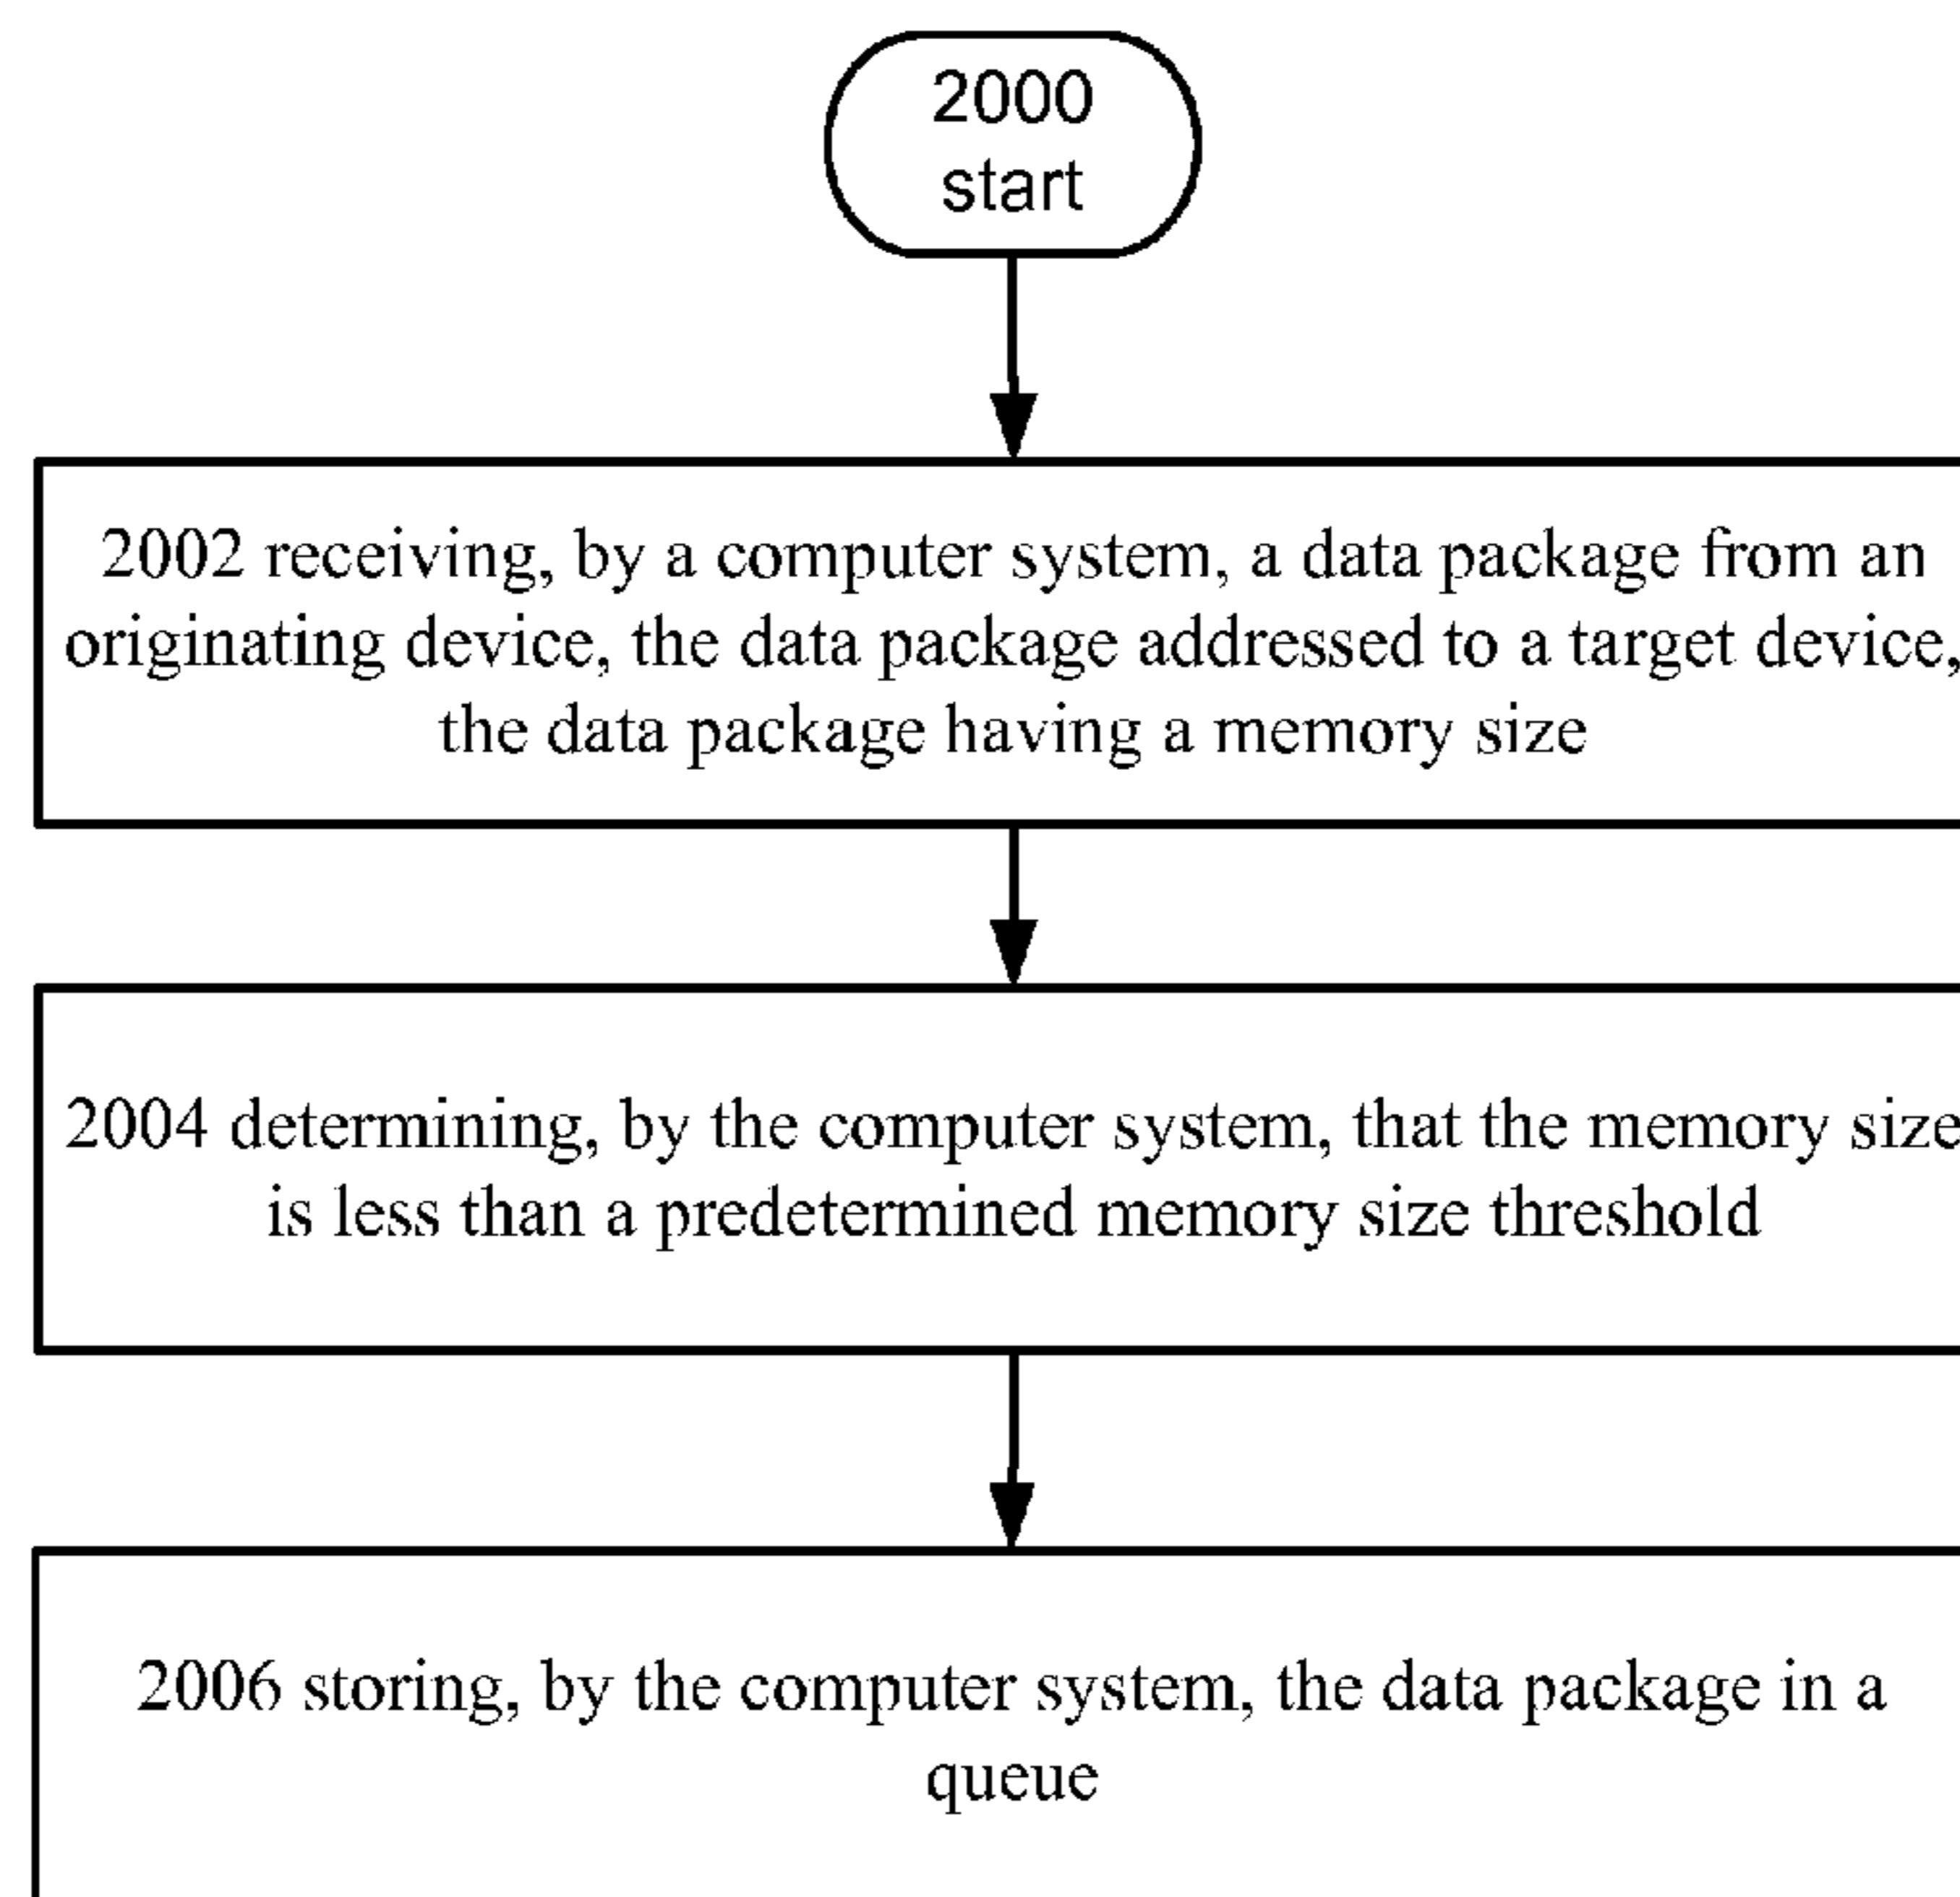 2000
start
2002 receiving, by a computer system, a data package from an
originating device, the data package addressed to a target device,
the data package having a memory size
2004 determining, by the computer system, that the memory size
is less than a predetermined memory size threshold
2006 storing, by the computer system, the data package in a
queue